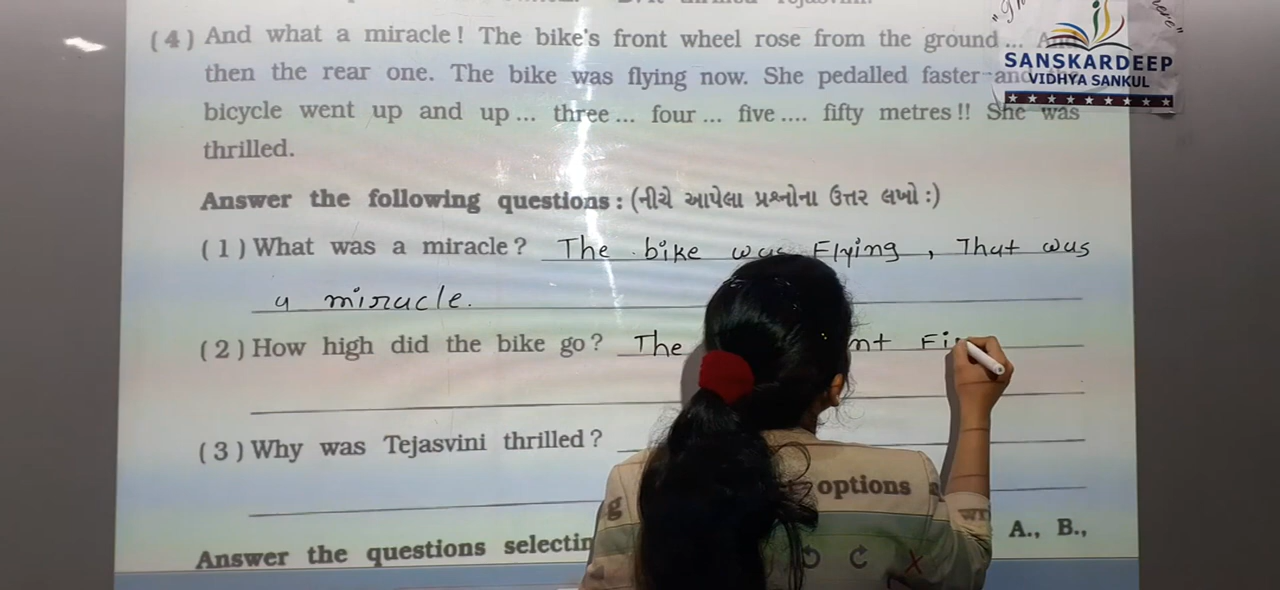 (4) And what a miracle! The bike's front wheel rose from the ground...
then the rear one. The bike was flying now. She pedalled faster and
bicycle went up and up... three... four... five.... fifty metres!! She was
thrilled.
SANSKARDEEP
VIDHYA SANKUL
Answer the following questions: (નીચે આપેલા પ્રશ્નોના ઉત્તર લખો :)
(1) What was a miracle? The bike was Flying, That was
a miracle.
(2) How high did the bike go? The
(3) Why was Tejasvini thrilled?
options
Answer the questions A., B.,